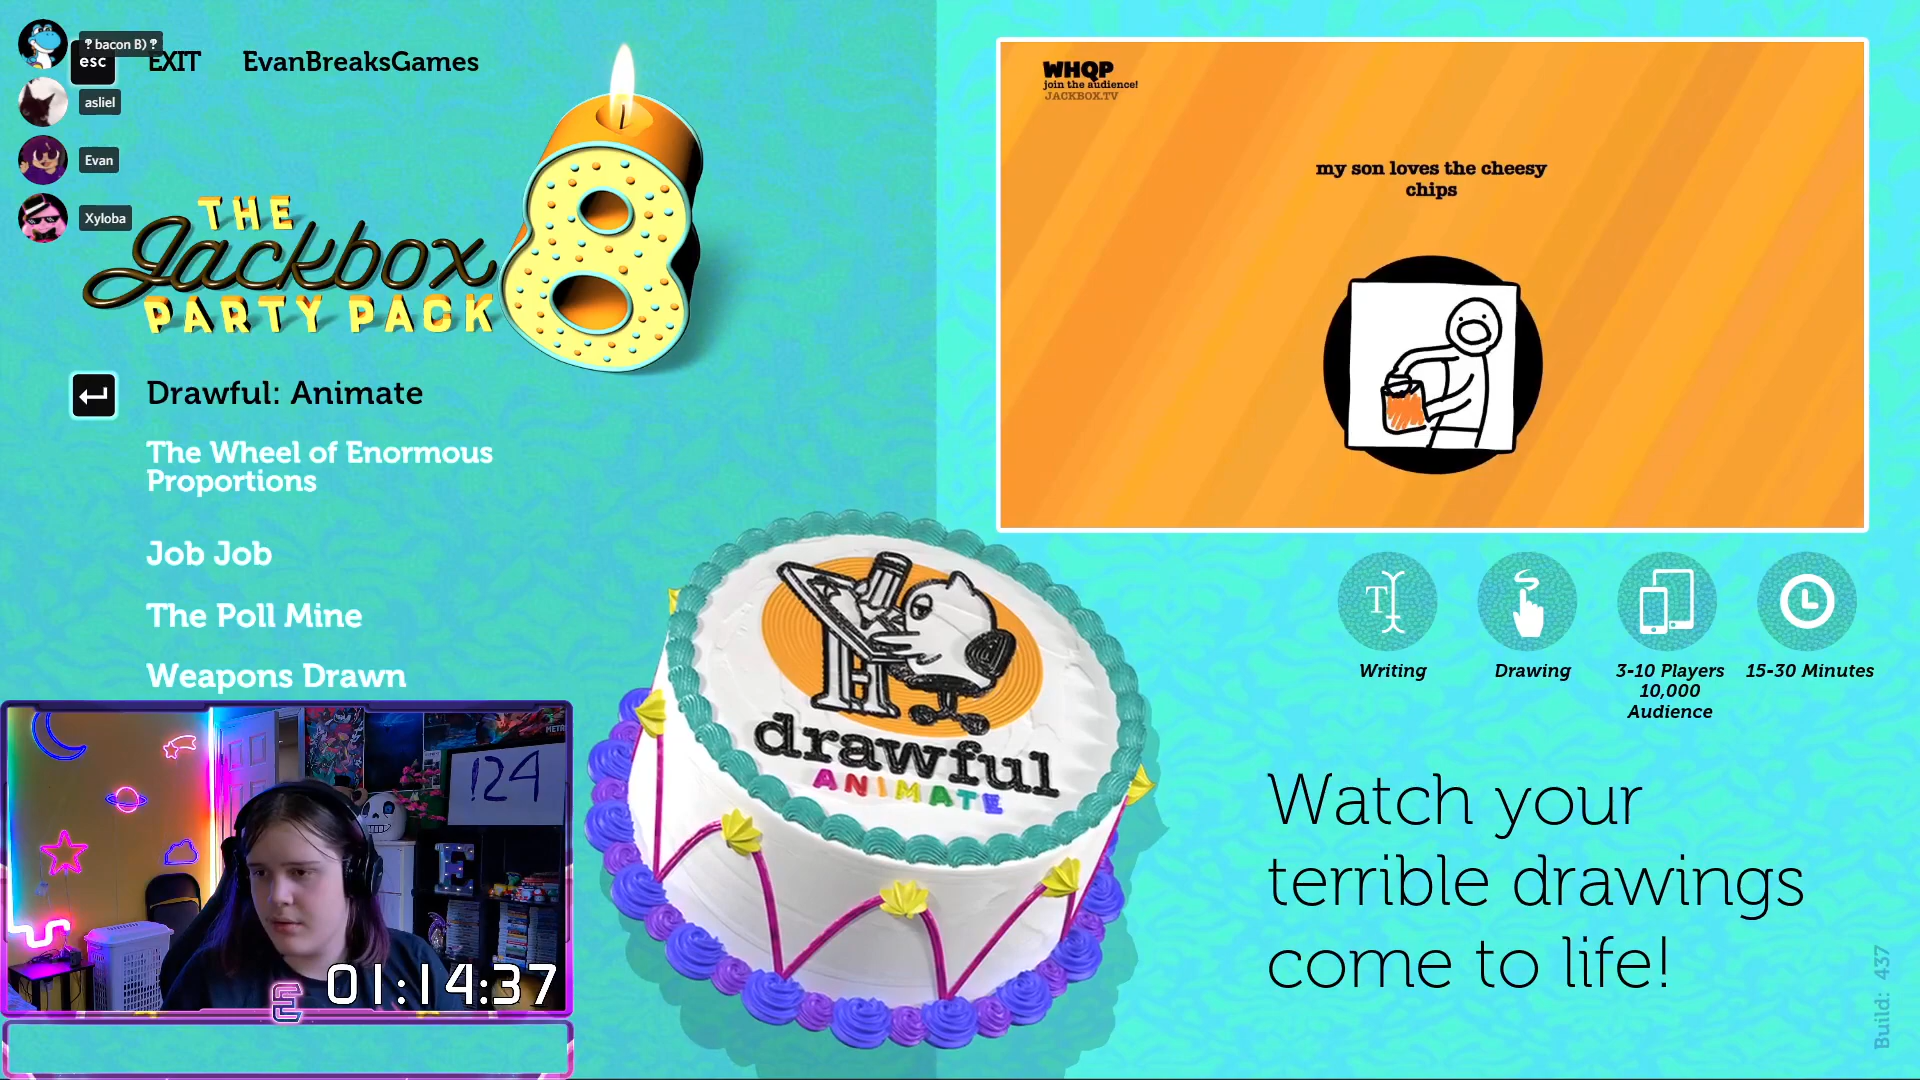 ‽ bacon B) ‽
esc
EXIT
EvanBreaksGames
asliel
Evan
Xyloba
THE
Jackbox
PARTY PACK
8
Drawful: Animate
The Wheel of Enormous
Proportions
Job Job
The Poll Mine
Weapons Drawn
WHQP
join the audience!
JACKBOX.TV
my son loves the cheesy
chips
drawful
ANIMATE
T
Writing
Drawing
3-10 Players
10,000
Audience
15-30 Minutes
Watch your
terrible drawings
come to life!
Build: 437
!24
E
01:14:37